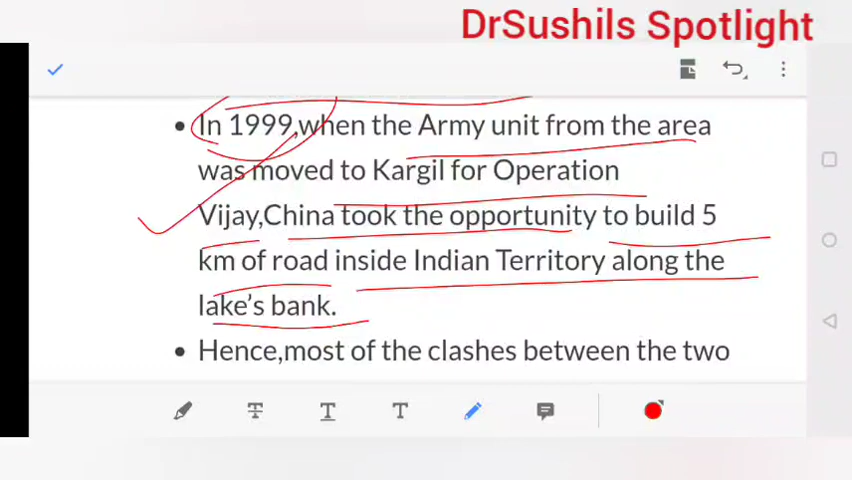 DrSushils Spotlight
• In 1999,when the Army unit from the area
was moved to Kargil for Operation
Vijay,China took the opportunity to build 5
km of road inside Indian Territory along the
lake's bank.
• Hence,most of the clashes between the two
T T T